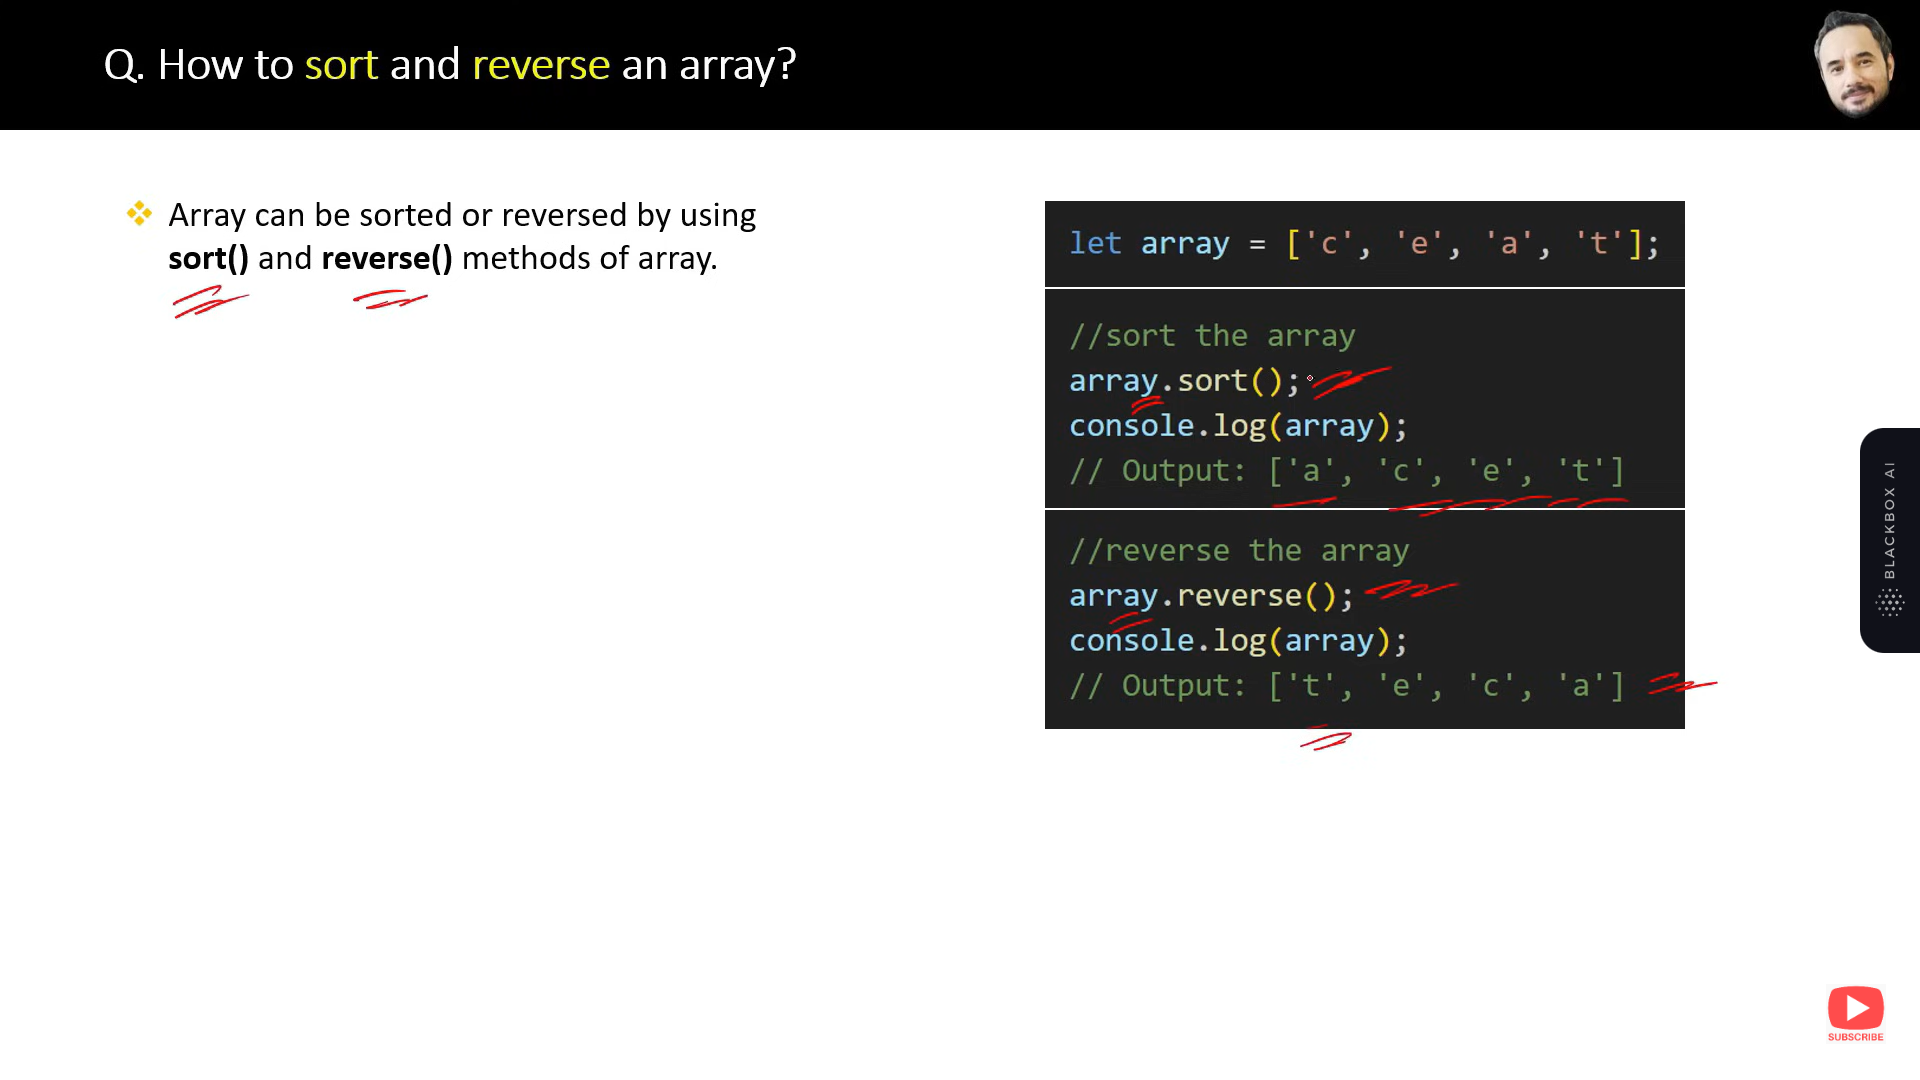 Q. How to sort and reverse an array?
Array can be sorted or reversed by using
sort() and reverse() methods of array.
let array = ['c', 'e', 'a', 't'];
//sort the array
array.sort();
console.log(array);
// Output: ['a', 'c', 'e', 't']
//reverse the array
array.reverse();
console.log(array);
// Output: ['t', 'e', 'c', 'a']
BLACKBOX AI
SUBSCRIBE